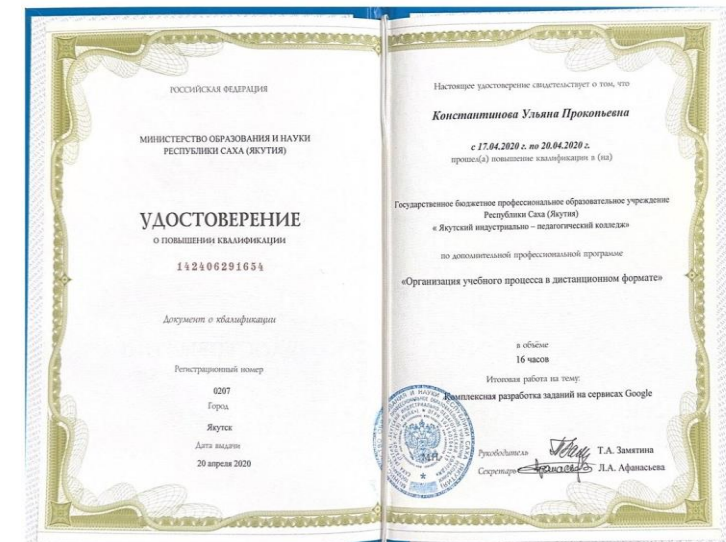 РОССИЙСКАЯ ФЕДЕРАЦИЯ
МИНИСТЕРСТВО ОБРАЗОВАНИЯ И НАУКИ
РЕСПУБЛИКИ САХА (ЯКУТИЯ)
УДОСТОВЕРЕНИЕ
О ПОВЫШЕНИИ КВАЛИФИКАЦИИ
142406291654
Документ о квалификации
Регистрационный номер
0207
Город
Якутск
Дата выдачи
20 апреля 2020
Настоящее удостоверение свидетельствует о том, что
Константинова Ульяна Прокопьевна
с 17.04.2020 г. по 20.04.2020 г.
прошел(а) повышение квалификации в (на)
Государственное бюджетное профессиональное образовательное учреждение
Республики Саха (Якутия)
« Якутский индустриально – педагогический колледж»
по дополнительной профессиональной программе
«Организация учебного процесса в дистанционном формате»
в объёме
16 часов
Итоговая работа на тему:
Комплексная разработка заданий на сервисах Google
М.П.
Руководитель Т.А. Замятина
Секретарь Л.А. Афанасьева